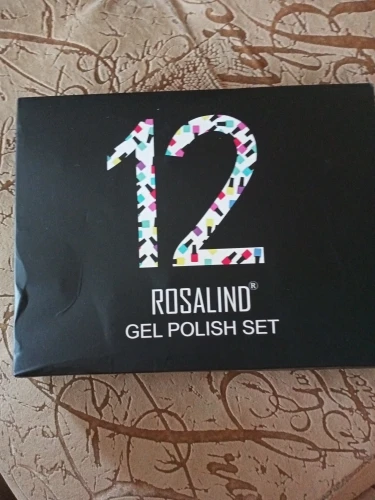 12
ROSALIND®
GEL POLISH SET